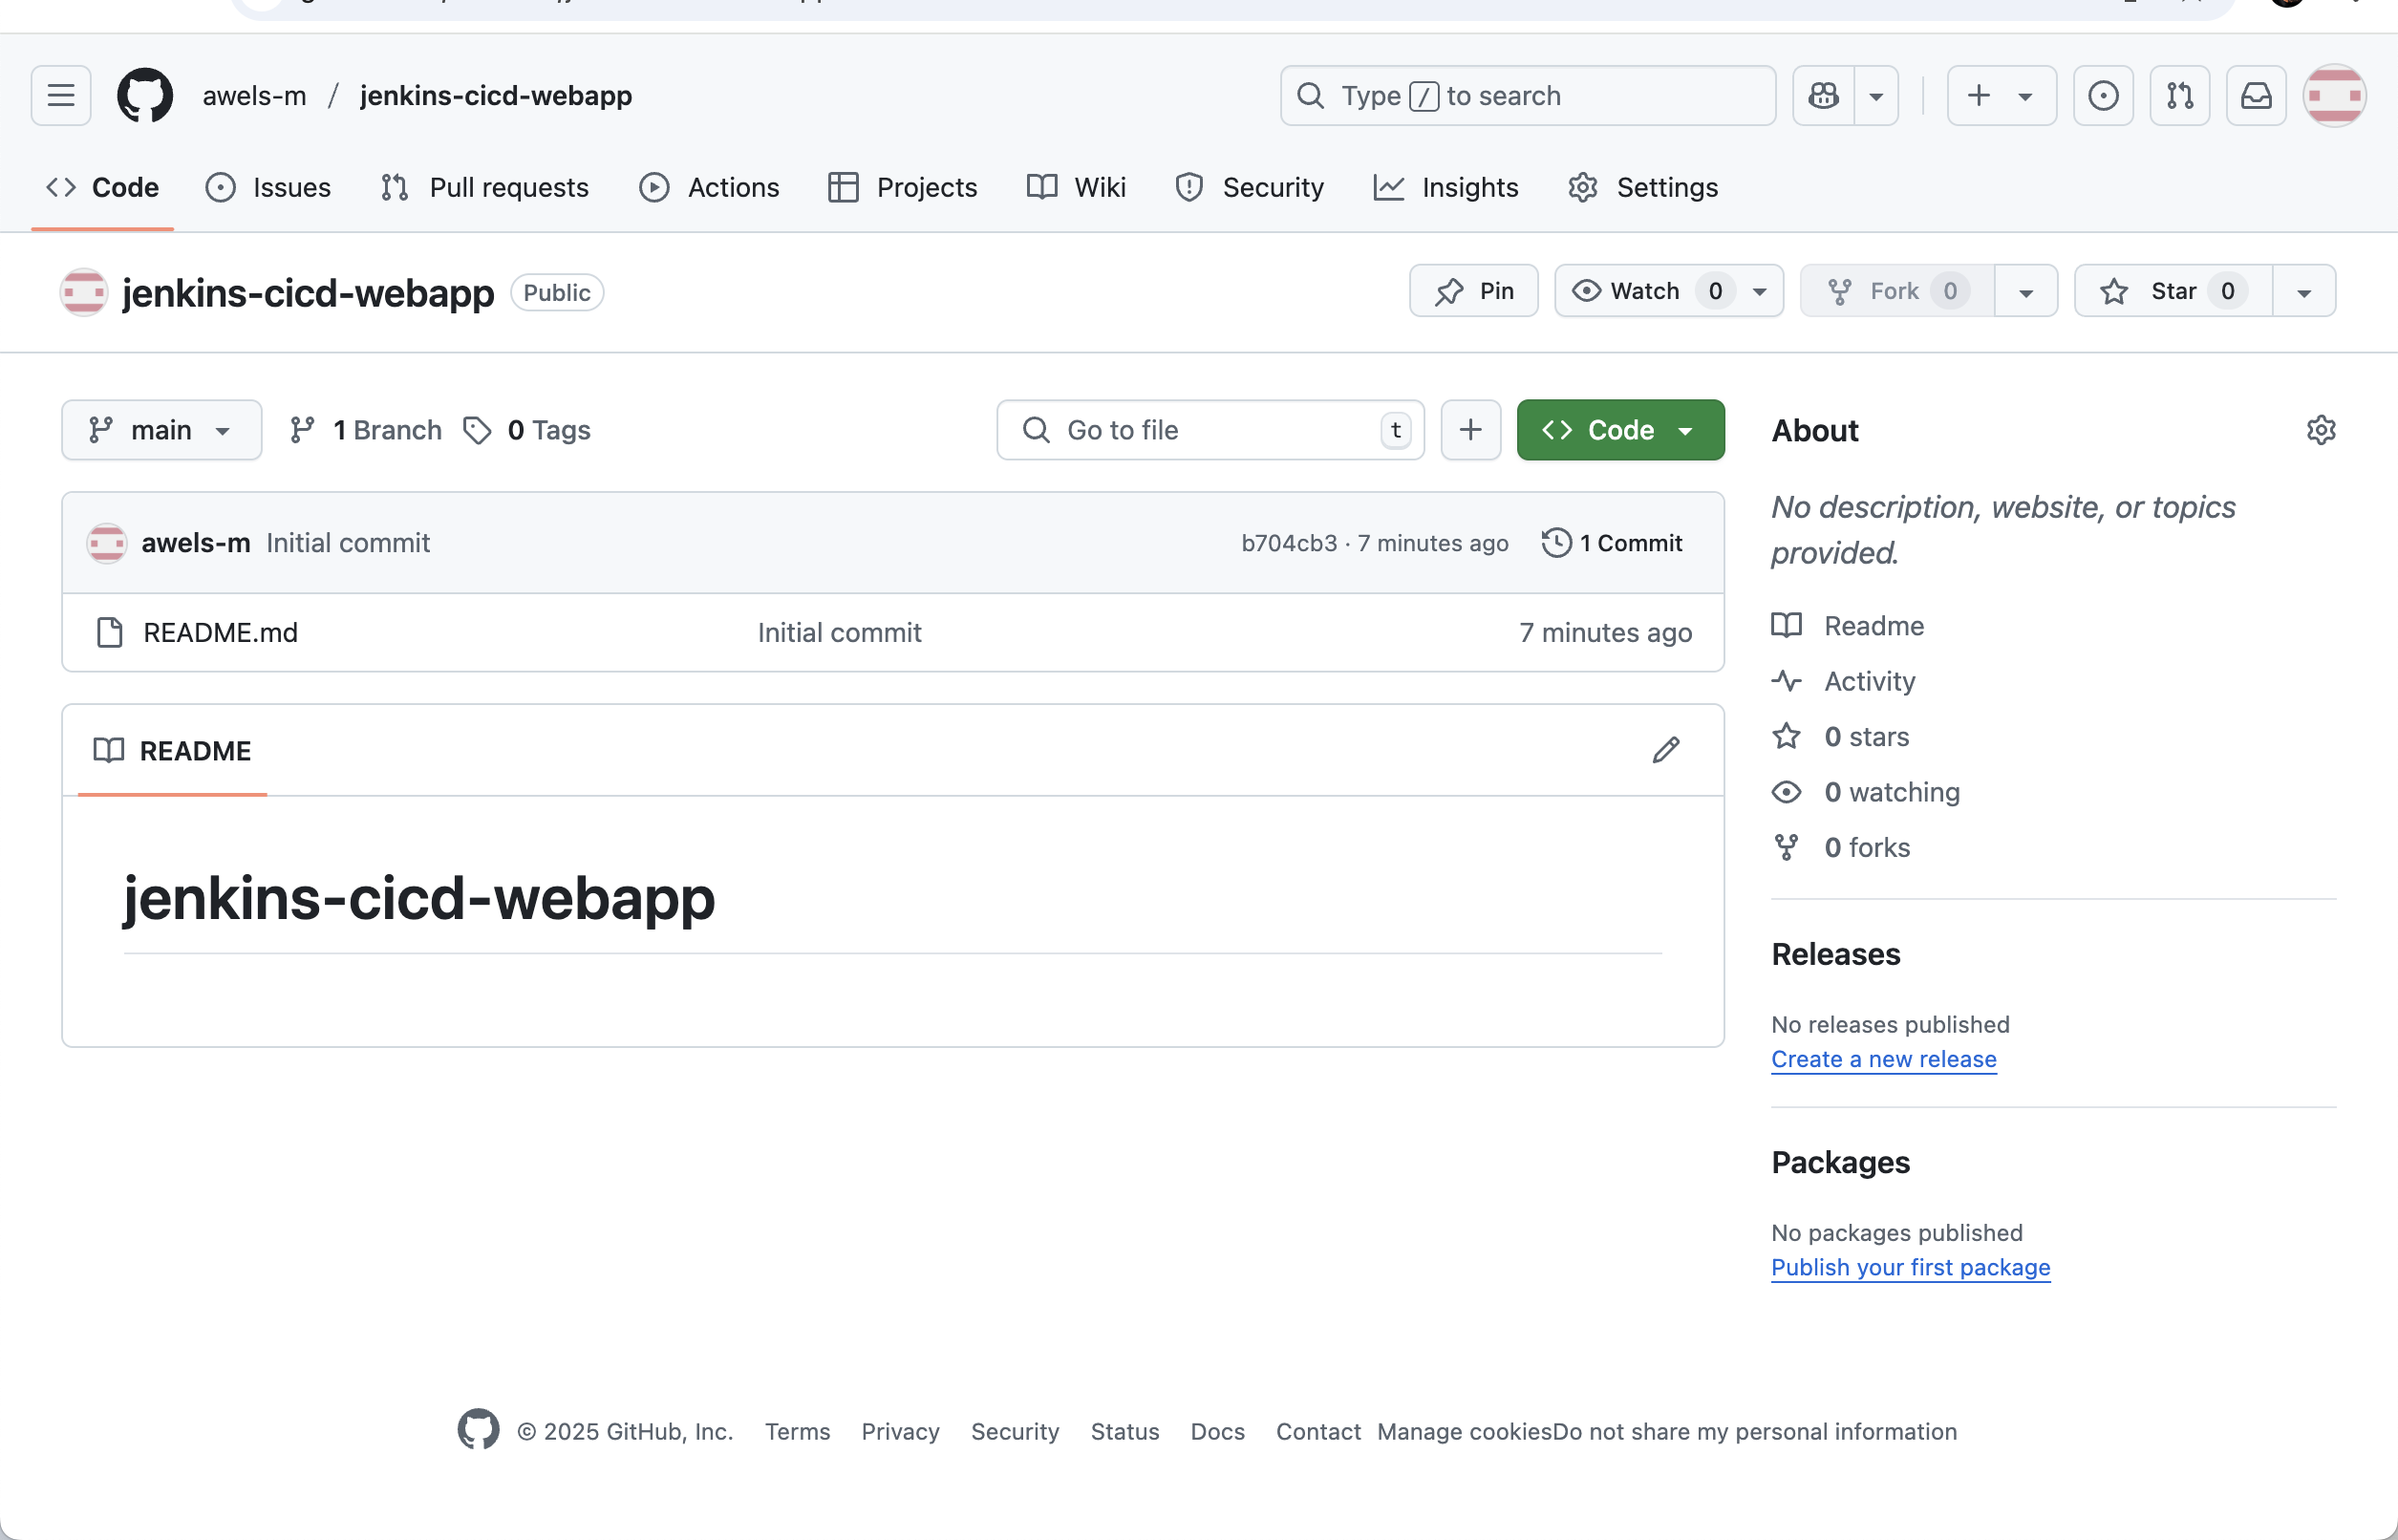 awels-m / jenkins-cicd-webapp
Type / to search
Code
Issues
Pull requests
Actions
Projects
Wiki
Security
Insights
Settings
jenkins-cicd-webapp
Public
Pin
Watch 0
Fork 0
Star 0
main
1 Branch
0 Tags
Go to file
t
Code
awels-m Initial commit
b704cb3 · 7 minutes ago
1 Commit
README.md
Initial commit
7 minutes ago
README
jenkins-cicd-webapp
About
No description, website, or topics
provided.
Readme
Activity
0 stars
0 watching
0 forks
Releases
No releases published
Create a new release
Packages
No packages published
Publish your first package
© 2025 GitHub, Inc. Terms Privacy Security Status Docs Contact Manage cookiesDo not share my personal information